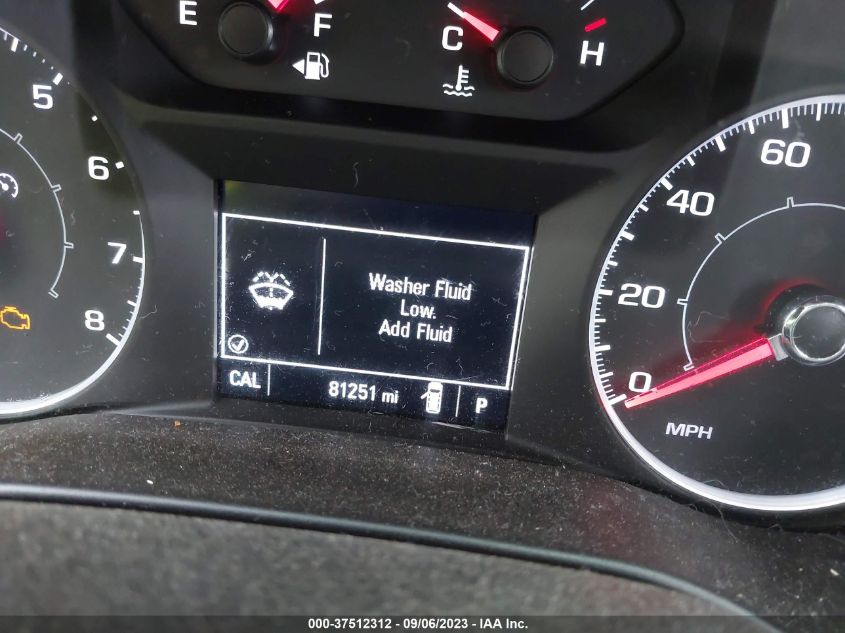 E F
C H
5
6
7
8
60
40
20
0
MPH
Washer Fluid
Low.
Add Fluid
CAL 81251 mi P
000-37512312 - 09/06/2023 - IAA Inc.